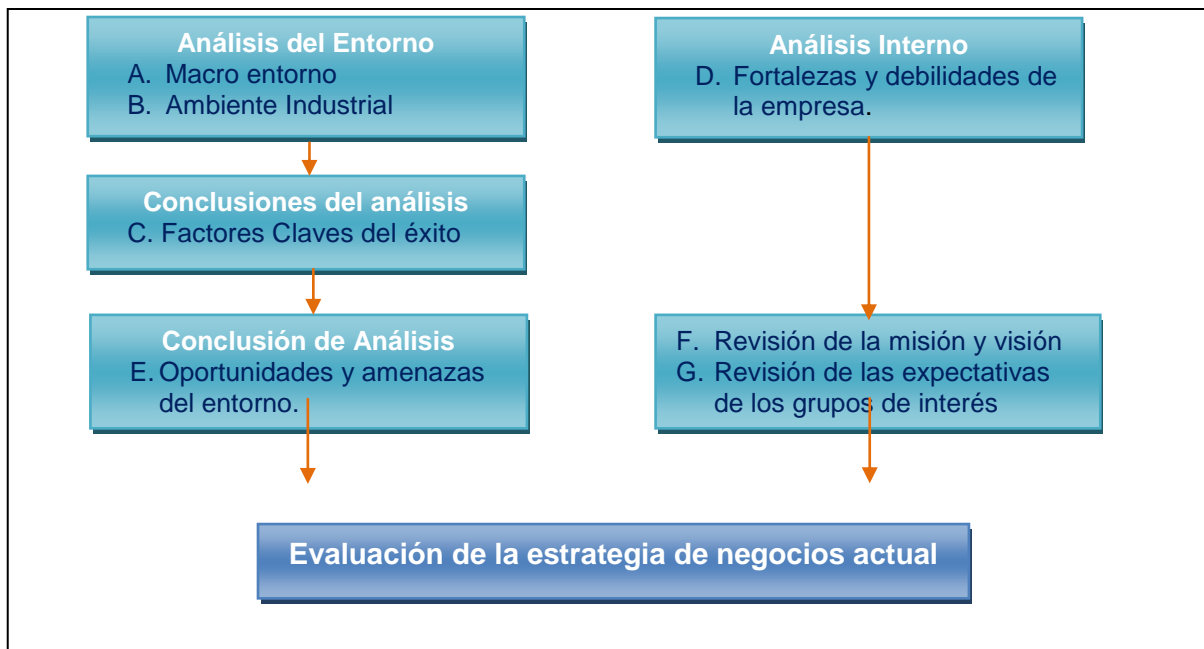 Análisis del Entorno
A. Macro entorno
B. Ambiente Industrial
Conclusiones del análisis
C. Factores Claves del éxito
Conclusión de Análisis
E. Oportunidades y amenazas
del entorno.
Análisis Interno
D. Fortalezas y debilidades de
la empresa.
F. Revisión de la misión y visión
G. Revisión de las expectativas
de los grupos de interés
Evaluación de la estrategia de negocios actual